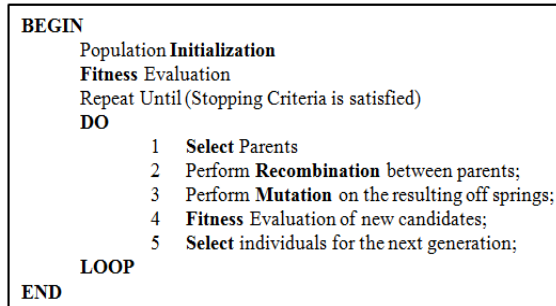 BEGIN
Population Initialization
Fitness Evaluation
Repeat Until (Stopping Criteria is satisfied)
DO
1 Select Parents
2 Perform Recombination between parents;
3 Perform Mutation on the resulting off springs;
4 Fitness Evaluation of new candidates;
5 Select individuals for the next generation;
LOOP
END